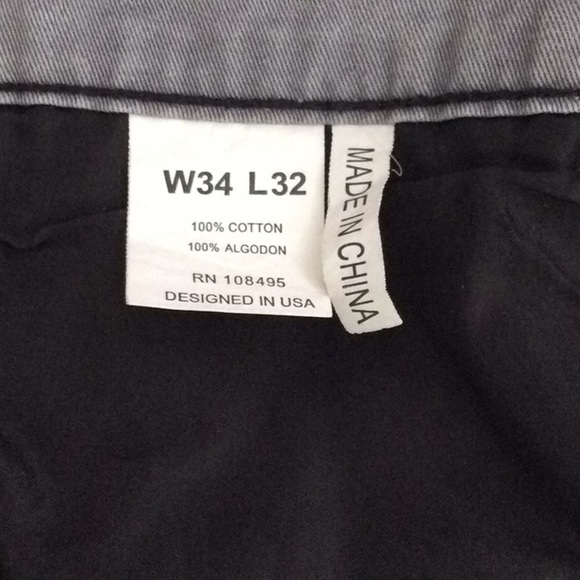 W34 L32
100% COTTON
100% ALGODON
RN 108495
DESIGNED IN USA
MADE IN CHINA